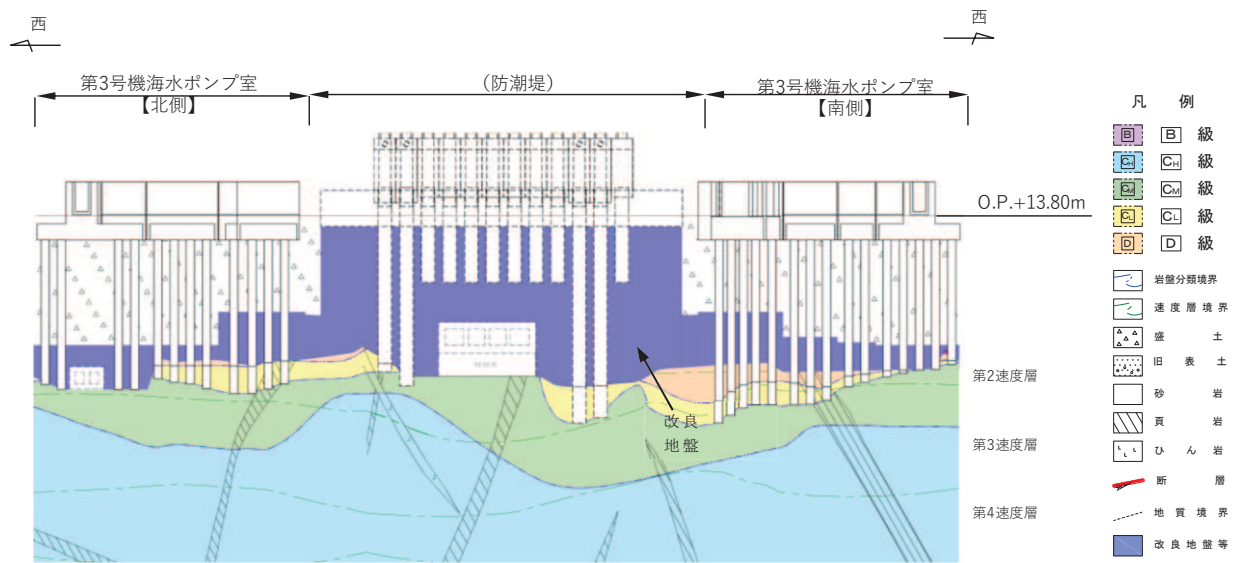 西
西
第3号機海水ポンプ室
【北側】
(防潮堤)
第3号機海水ポンプ室
【南側】
凡 例
B B 級
CH CH 級
CM CM 級
CL CL 級
D D 級
O.P.+13.80m
岩盤分類境界
速度層境界
盛 土
旧 表 土
砂 岩
頁 岩
ひ ん 岩
断 層
地 質 境 界
改 良 地 盤 等
第2速度層
第3速度層
第4速度層
改良
地盤